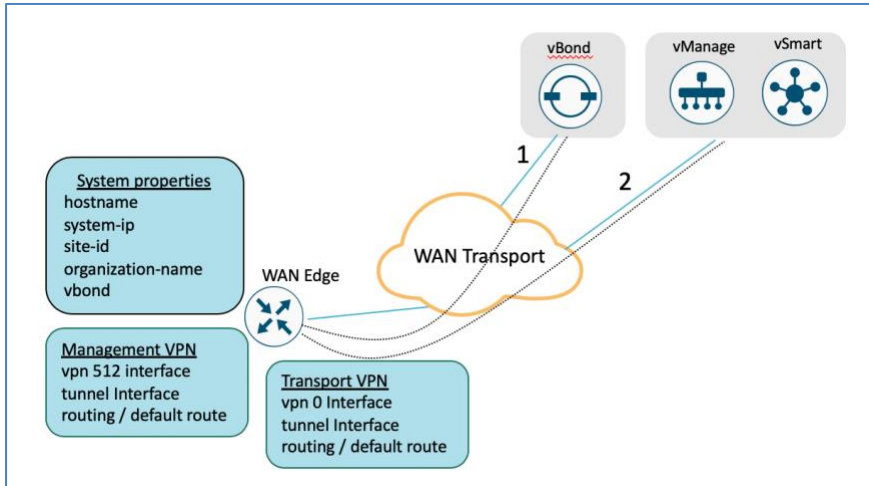 vBond
vManage
vSmart
1
2
System properties
hostname
system-ip
site-id
organization-name
vbond
WAN Transport
WAN Edge
Management VPN
vpn 512 interface
tunnel Interface
routing / default route
Transport VPN
vpn 0 Interface
tunnel Interface
routing / default route